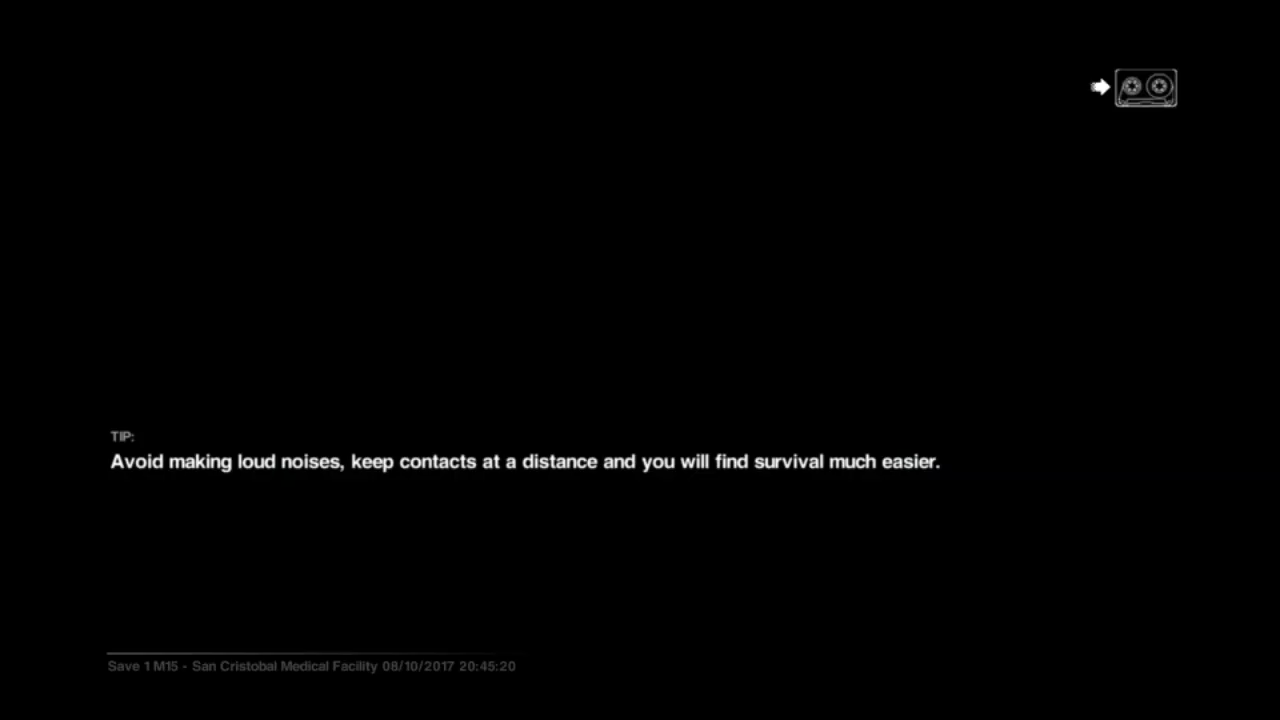 TIP:
Avoid making loud noises, keep contacts at a distance and you will find survival much easier.
Save 1 M15 - San Cristobal Medical Facility 08/10/2017 20:45:20